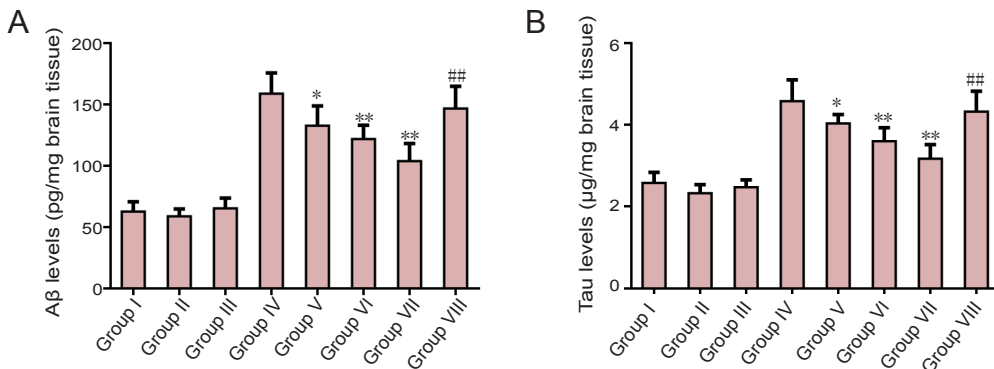 A
Aβ levels (pg/mg brain tissue)
200
150
100
50
0
*
**
**
##
Group I
Group II
Group III
Group IV
Group V
Group VI
Group VII
Group VIII
B
Tau levels (µg/mg brain tissue)
6
4
2
0
*
**
**
##
Group I
Group II
Group III
Group IV
Group V
Group VI
Group VII
Group VIII